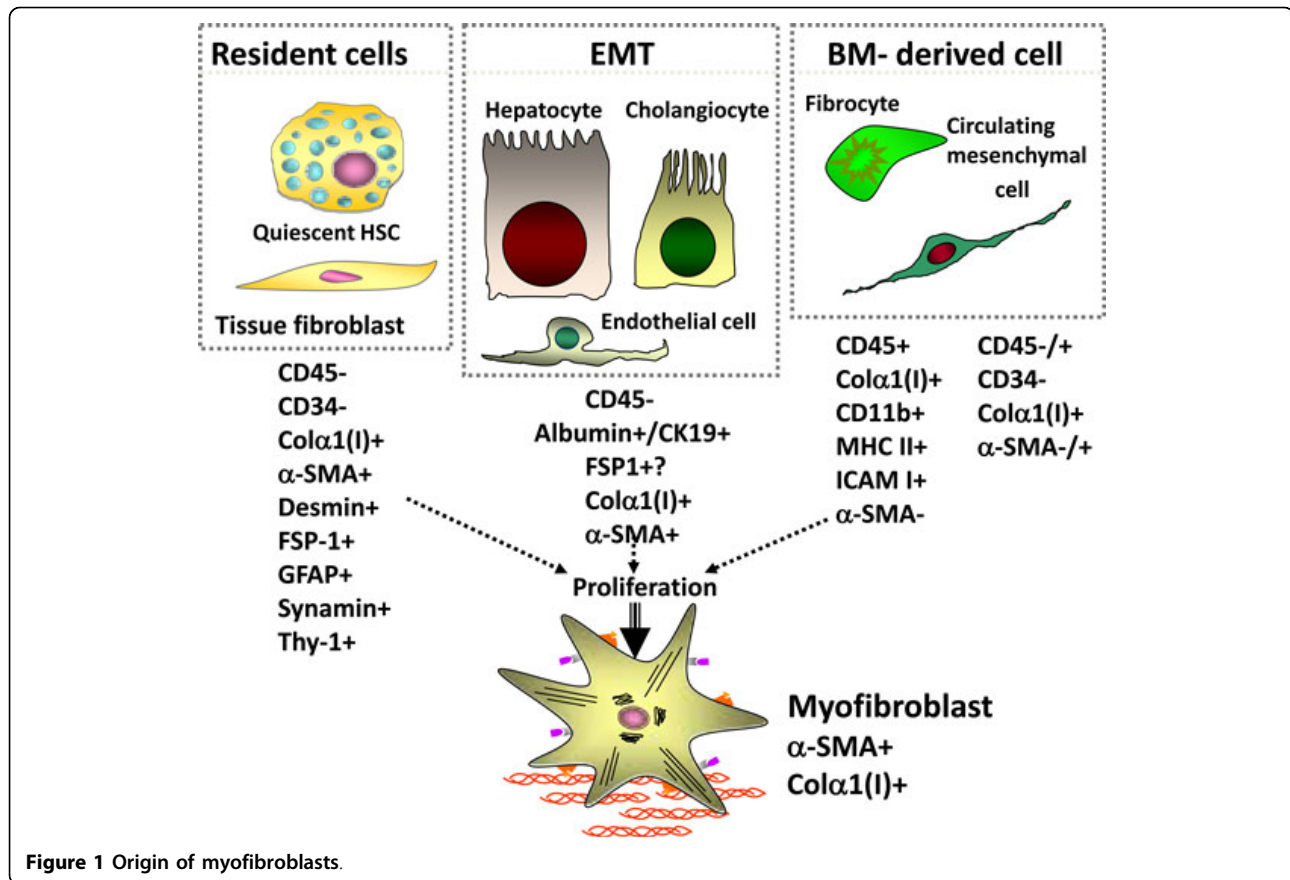 Resident cells
Quiescent HSC
Tissue fibroblast
CD45-
CD34-
Colα1(I)+
α-SMA+
Desmin+
FSP-1+
GFAP+
Synamin+
Thy-1+
EMT
Hepatocyte
Cholangiocyte
Endothelial cell
CD45-
Albumin+/CK19+
FSP1+?
Colα1(I)+
α-SMA+
BM- derived cell
Fibrocyte
Circulating
mesenchymal
cell
CD45+
Colα1(I)+
CD11b+
MHC II+
ICAM I+
α-SMA-
CD45-/+
CD34-
Colα1(I)+
α-SMA-/+
Proliferation
Myofibroblast
α-SMA+
Colα1(I)+
Figure 1 Origin of myofibroblasts.